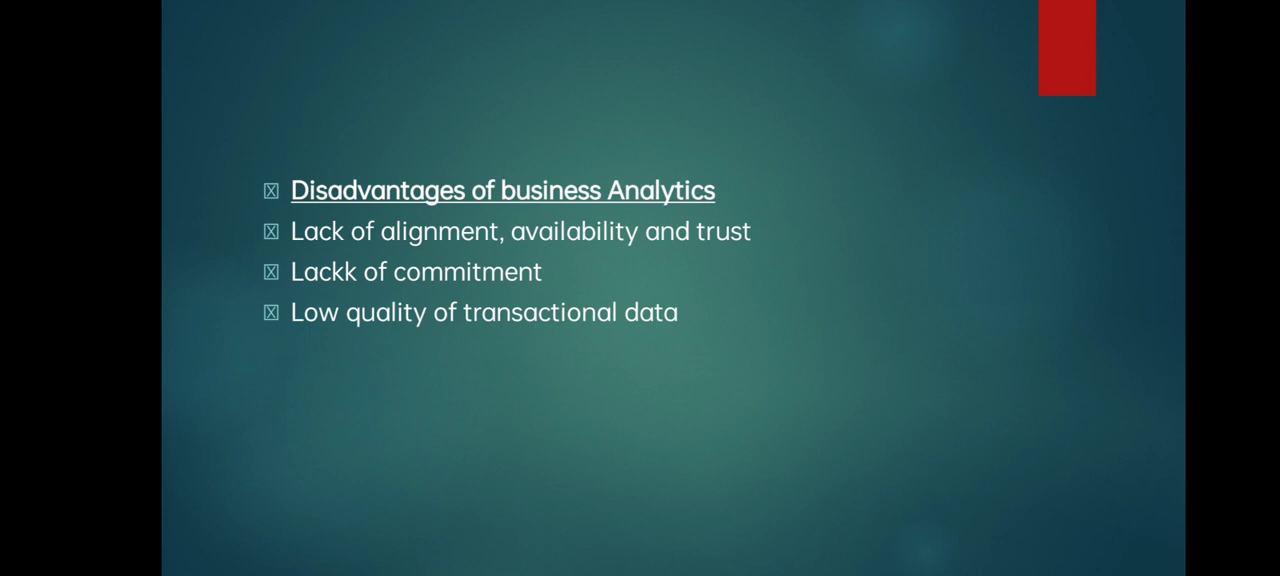 Disadvantages of business Analytics
Lack of alignment, availability and trust
Lackk of commitment
Low quality of transactional data